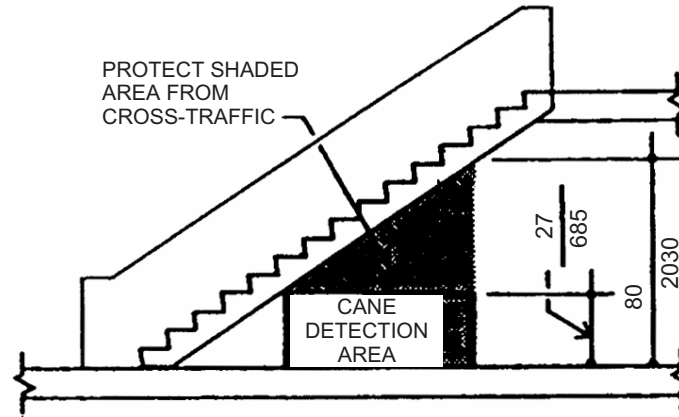 PROTECT SHADED
AREA FROM
CROSS-TRAFFIC
27
685
80
2030
CANE
DETECTION
AREA